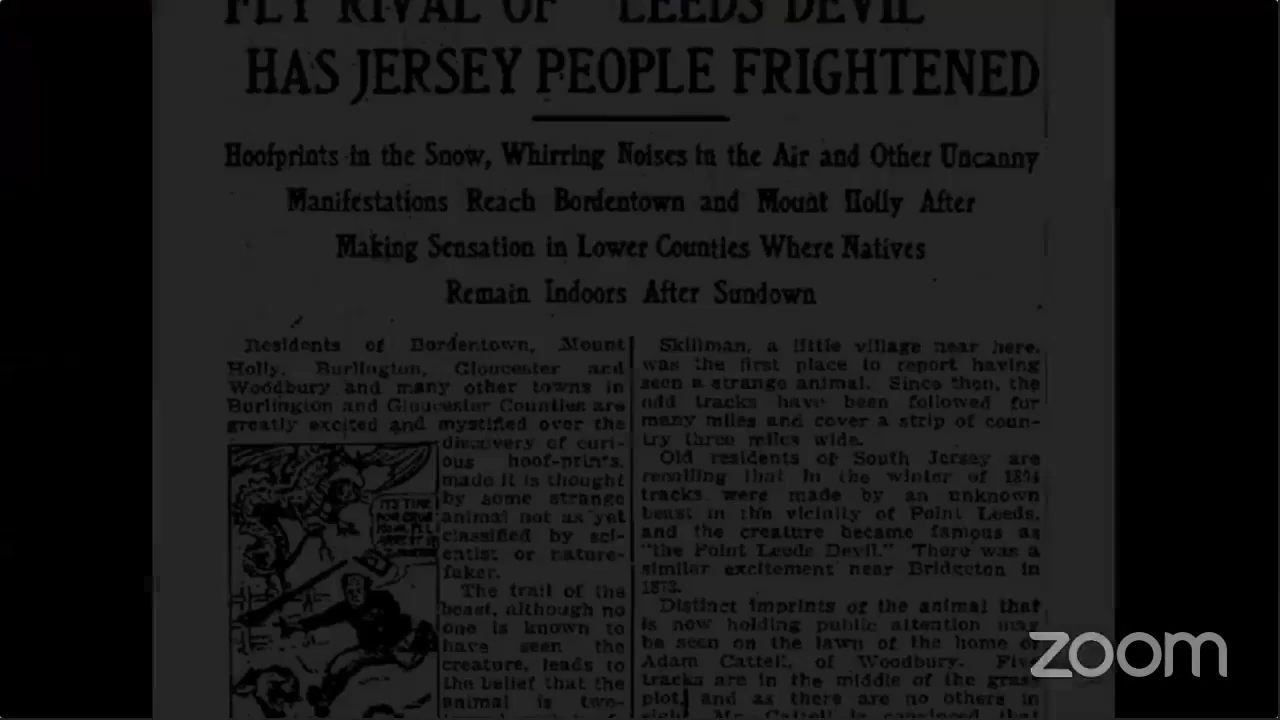 FLY RIVAL OF "LEEDS DEVIL"
HAS JERSEY PEOPLE FRIGHTENED
Hoofprints in the Snow, Whirring Noises in the Air and Other Uncanny
Manifestations Reach Bordentown and Mount Holly After
Making Sensation in Lower Counties Where Natives
Remain Indoors After Sundown
Residents of Bordentown, Mount
Holly, Burlington, Gloucester and
Woodbury and many other towns in
Burlington and Gloucester Counties are
greatly excited and mystified over the
discovery of curi-
ous hoof-prints,
made it is thought
by some strange
animal not as yet
classified by sci-
entist or nature-
faker.
The trail of the
beast, although no
one is known to
have seen the
creature, leads to
the belief that the
animal is two-
IT'S TIME
Skillman, a little village near here,
was the first place to report having
seen a strange animal. Since then, the
odd tracks have been followed for
many miles and cover a strip of coun-
try three miles wide.
Old residents of South Jersey are
recalling that in the winter of 1874
tracks were made by an unknown
beast in the vicinity of Point Leeds,
and the creature became famous as
"the Point Leeds Devil." There was a
similar excitement near Bridgeton in
1873.
Distinct imprints of the animal that
is now holding public attention may
be seen on the lawn of the home of
Adam Cattell, of Woodbury. Five
tracks are in the middle of the grass
plot, and as there are no others in
sight Mr. Cattell is convinced that
zoom